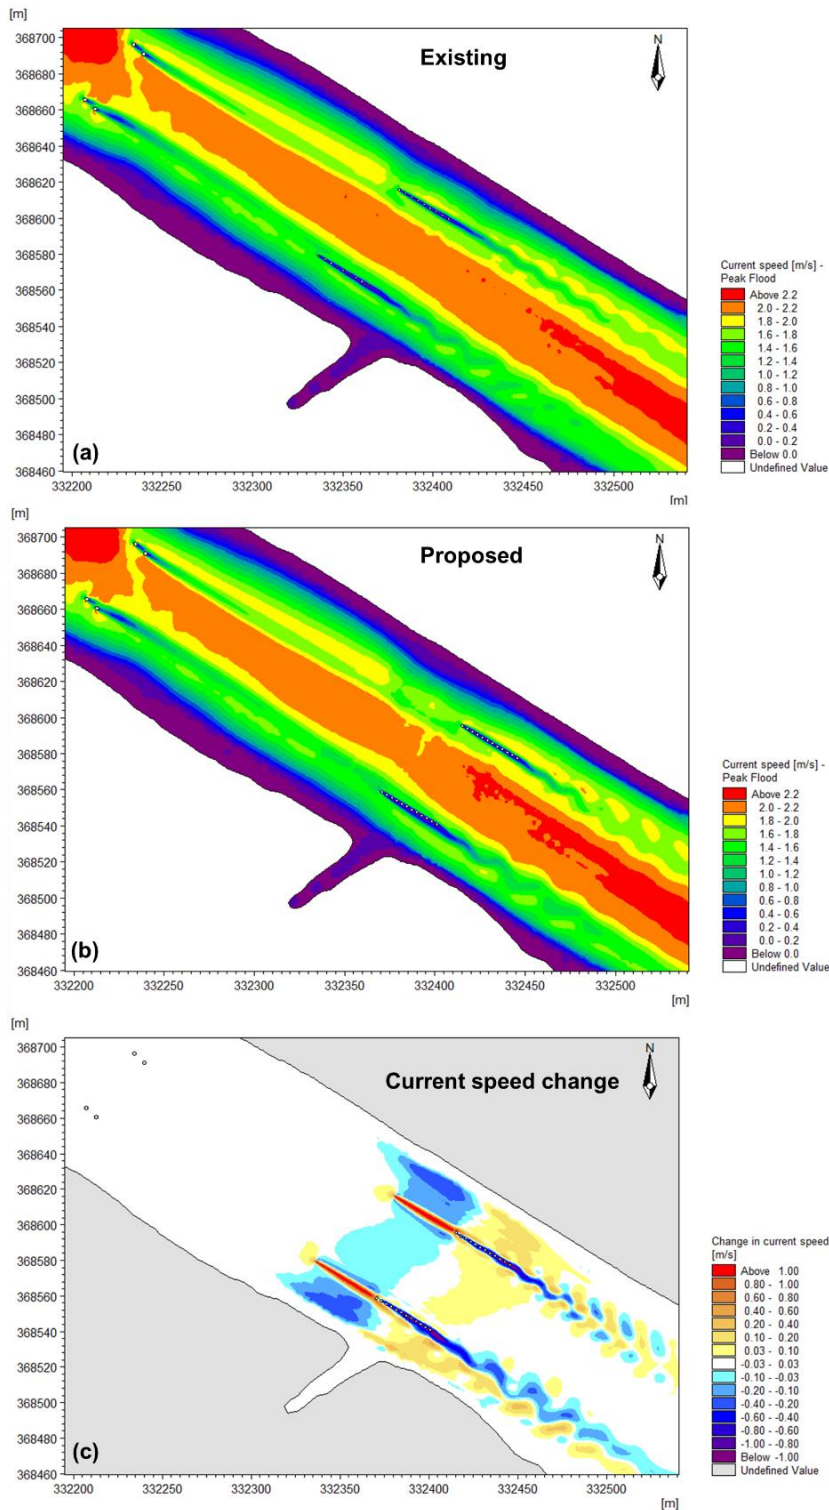 [m]
368700
368680
368660
368640
368620
368600
368580
368560
368540
368520
368500
368480
368460
Existing
N
(a)
332200
332250
332300
332350
332400
332450
332500
[m]
Current speed [m/s] -
Peak Flood
Above 2.2
2.0 - 2.2
1.8 - 2.0
1.6 - 1.8
1.4 - 1.6
1.2 - 1.4
1.0 - 1.2
0.8 - 1.0
0.6 - 0.8
0.4 - 0.6
0.2 - 0.4
0.0 - 0.2
Below 0.0
Undefined Value
[m]
368700
368680
368660
368640
368620
368600
368580
368560
368540
368520
368500
368480
368460
Proposed
N
(b)
332200
332250
332300
332350
332400
332450
332500
[m]
Current speed [m/s] -
Peak Flood
Above 2.2
2.0 - 2.2
1.8 - 2.0
1.6 - 1.8
1.4 - 1.6
1.2 - 1.4
1.0 - 1.2
0.8 - 1.0
0.6 - 0.8
0.4 - 0.6
0.2 - 0.4
0.0 - 0.2
Below 0.0
Undefined Value
[m]
368700
368680
368660
368640
368620
368600
368580
368560
368540
368520
368500
368480
368460
Current speed change
N
(c)
332200
332250
332300
332350
332400
332450
332500
[m]
Change in current speed
[m/s]
Above 1.00
0.80 - 1.00
0.60 - 0.80
0.40 - 0.60
0.20 - 0.40
0.10 - 0.20
0.03 - 0.10
-0.03 - 0.03
-0.10 - -0.03
-0.20 - -0.10
-0.40 - -0.20
-0.60 - -0.40
-0.80 - -0.60
-1.00 - -0.80
Below -1.00
Undefined Value